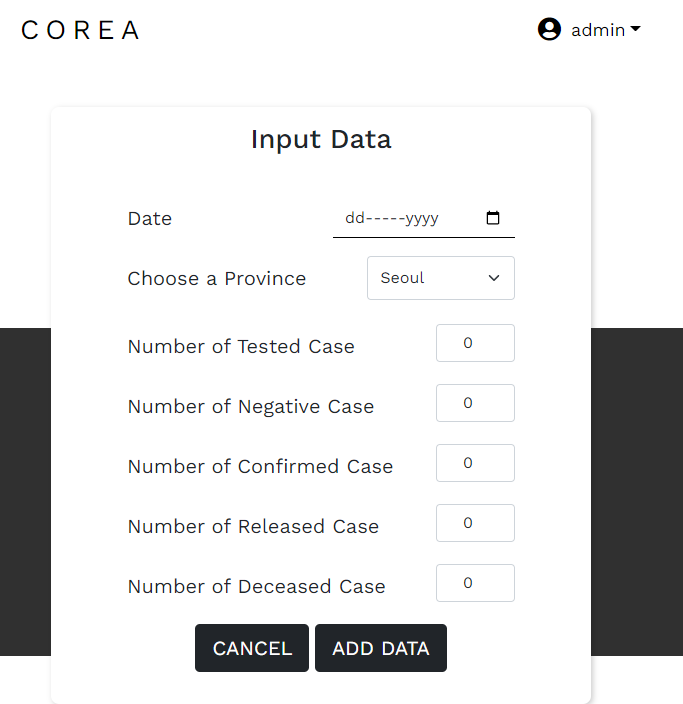 COREA
admin
Input Data
Date
dd-----yyyy
Choose a Province
Seoul
Number of Tested Case
0
Number of Negative Case
0
Number of Confirmed Case
0
Number of Released Case
0
Number of Deceased Case
0
CANCEL
ADD DATA